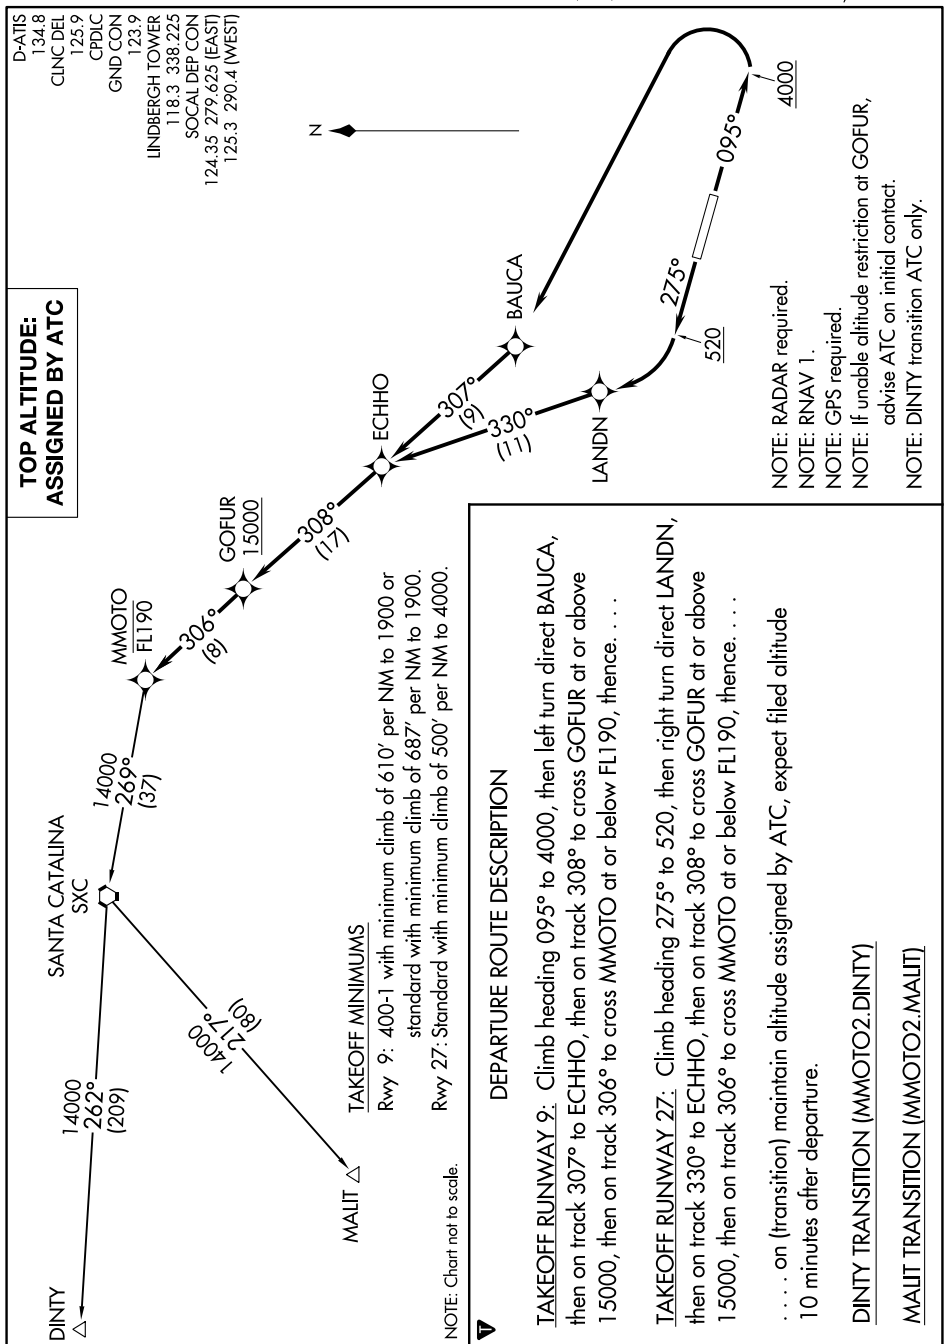 TOP ALTITUDE:
ASSIGNED BY ATC
D-ATIS
134.8
CLNC DEL
125.9
CPDLC
GND CON
123.9
LINDBERGH TOWER
118.3 338.225
SOCAL DEP CON
124.35 279.625 (EAST)
125.3 290.4 (WEST)
N
DINTY
14000
262°
(209)
SANTA CATALINA
SXC
14000
269°
(37)
MMOTO
FL190
306°
(8)
GOFUR
15000
308°
(17)
ECHHO
307°
(9)
BAUCA
330°
(11)
LANDN
275°
520
095°
4000
14000
217°
(80)
MALIT
TAKEOFF MINIMUMS
Rwy 9: 400-1 with minimum climb of 610' per NM to 1900 or
standard with minimum climb of 687' per NM to 1900.
Rwy 27: Standard with minimum climb of 500' per NM to 4000.
NOTE: Chart not to scale.
NOTE: RADAR required.
NOTE: RNAV 1.
NOTE: GPS required.
NOTE: If unable altitude restriction at GOFUR,
advise ATC on initial contact.
NOTE: DINTY transition ATC only.
T
DEPARTURE ROUTE DESCRIPTION
TAKEOFF RUNWAY 9: Climb heading 095° to 4000, then left turn direct BAUCA,
then on track 307° to ECHHO, then on track 308° to cross GOFUR at or above
15000, then on track 306° to cross MMOTO at or below FL190, thence. . . .
TAKEOFF RUNWAY 27: Climb heading 275° to 520, then right turn direct LANDN,
then on track 330° to ECHHO, then on track 308° to cross GOFUR at or above
15000, then on track 306° to cross MMOTO at or below FL190, thence. . . .
. . . . on (transition) maintain altitude assigned by ATC, expect filed altitude
10 minutes after departure.
DINTY TRANSITION (MMOTO2.DINTY)
MALIT TRANSITION (MMOTO2.MALIT)